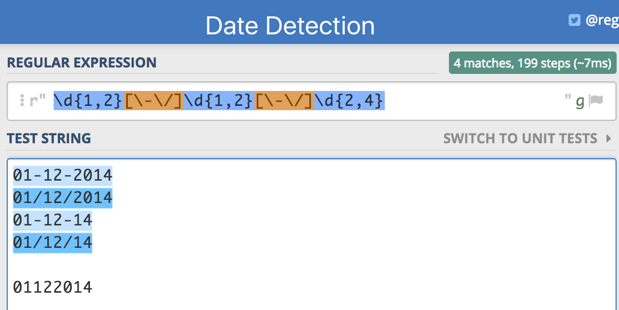 Date Detection
@reg
REGULAR EXPRESSION
4 matches, 199 steps (~7ms)
r" \d{1,2}[\-\/]\d{1,2}[\-\/]\d{2,4} " g
TEST STRING
SWITCH TO UNIT TESTS
01-12-2014
01/12/2014
01-12-14
01/12/14
01122014